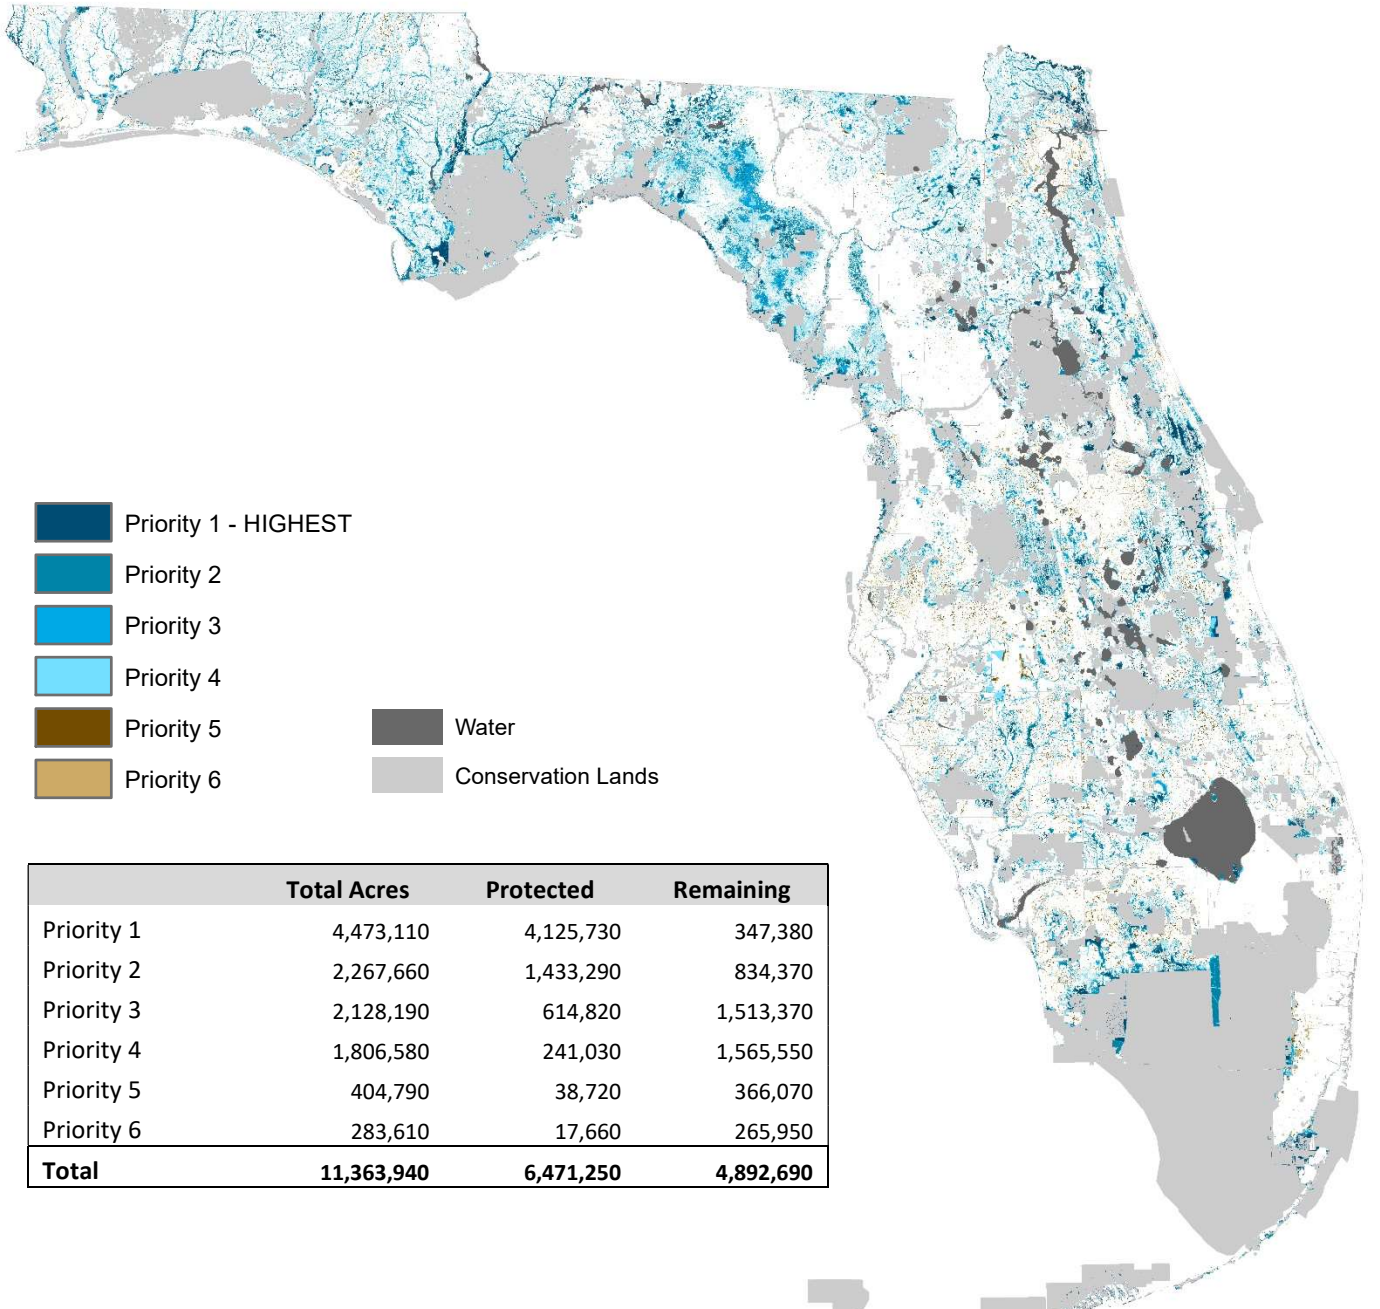 Priority 1 - HIGHEST
Priority 2
Priority 3
Priority 4
Priority 5
Priority 6
Water
Conservation Lands
Total Acres Protected Remaining
Priority 1 4,473,110 4,125,730 347,380
Priority 2 2,267,660 1,433,290 834,370
Priority 3 2,128,190 614,820 1,513,370
Priority 4 1,806,580 241,030 1,565,550
Priority 5 404,790 38,720 366,070
Priority 6 283,610 17,660 265,950
Total 11,363,940 6,471,250 4,892,690